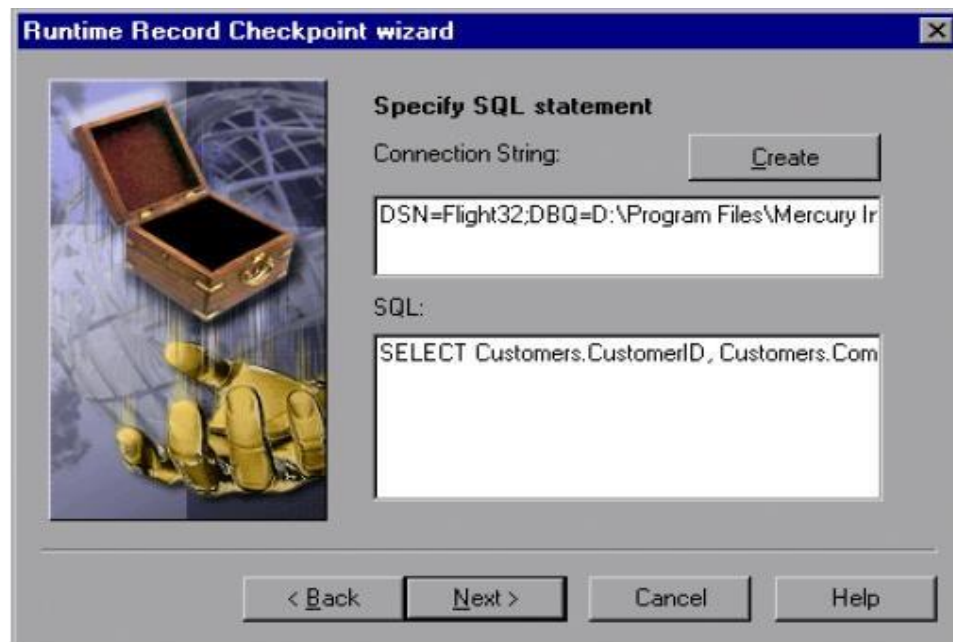 Runtime Record Checkpoint wizard
Specify SQL statement
Connection String:
Create
DSN=Flight32;DBQ=D:\Program Files\Mercury Ir
SQL:
SELECT Customers.CustomerID, Customers.Com
< Back
Next >
Cancel
Help